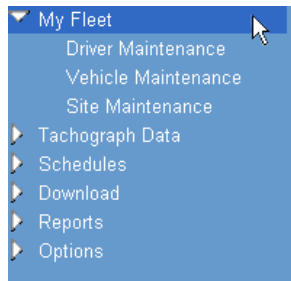 My Fleet
Driver Maintenance
Vehicle Maintenance
Site Maintenance
Tachograph Data
Schedules
Download
Reports
Options